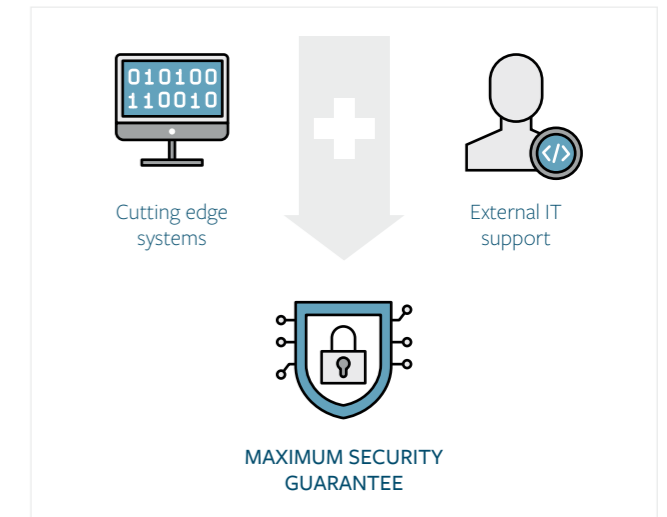 010100
110010
</>
Cutting edge
systems
External IT
support
MAXIMUM SECURITY
GUARANTEE